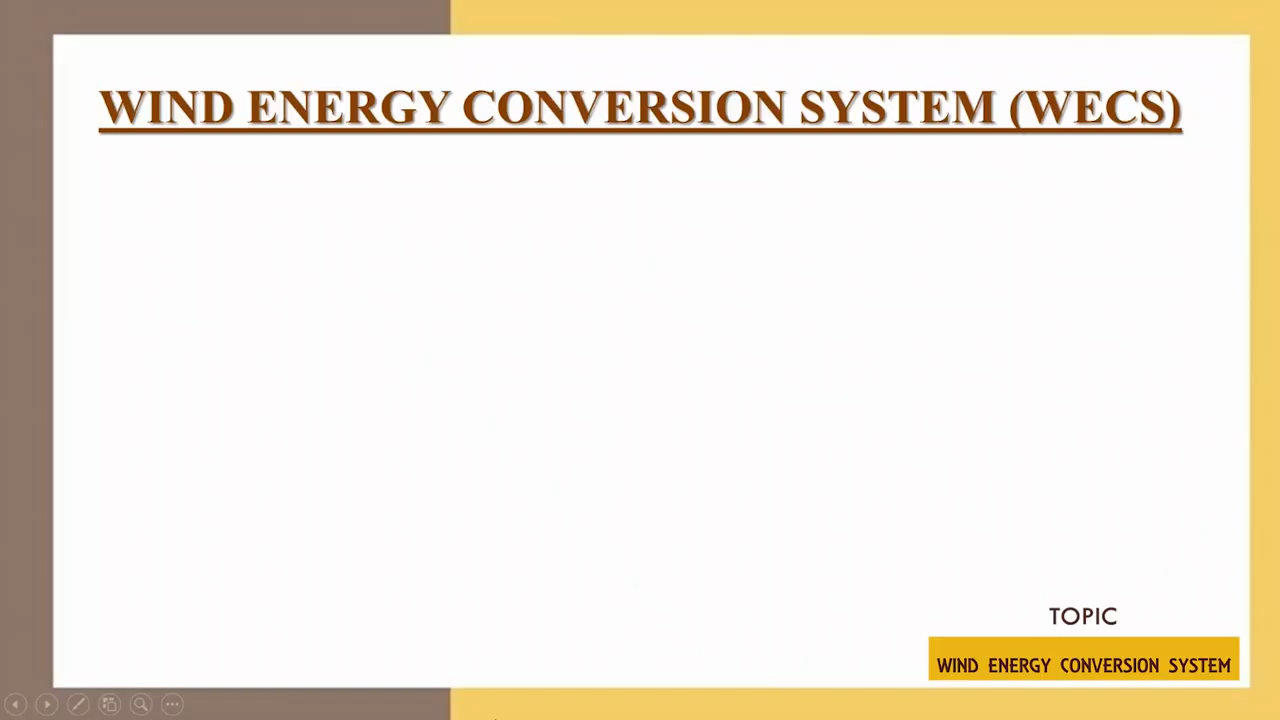 WIND ENERGY CONVERSION SYSTEM (WECS)
TOPIC
WIND ENERGY CONVERSION SYSTEM